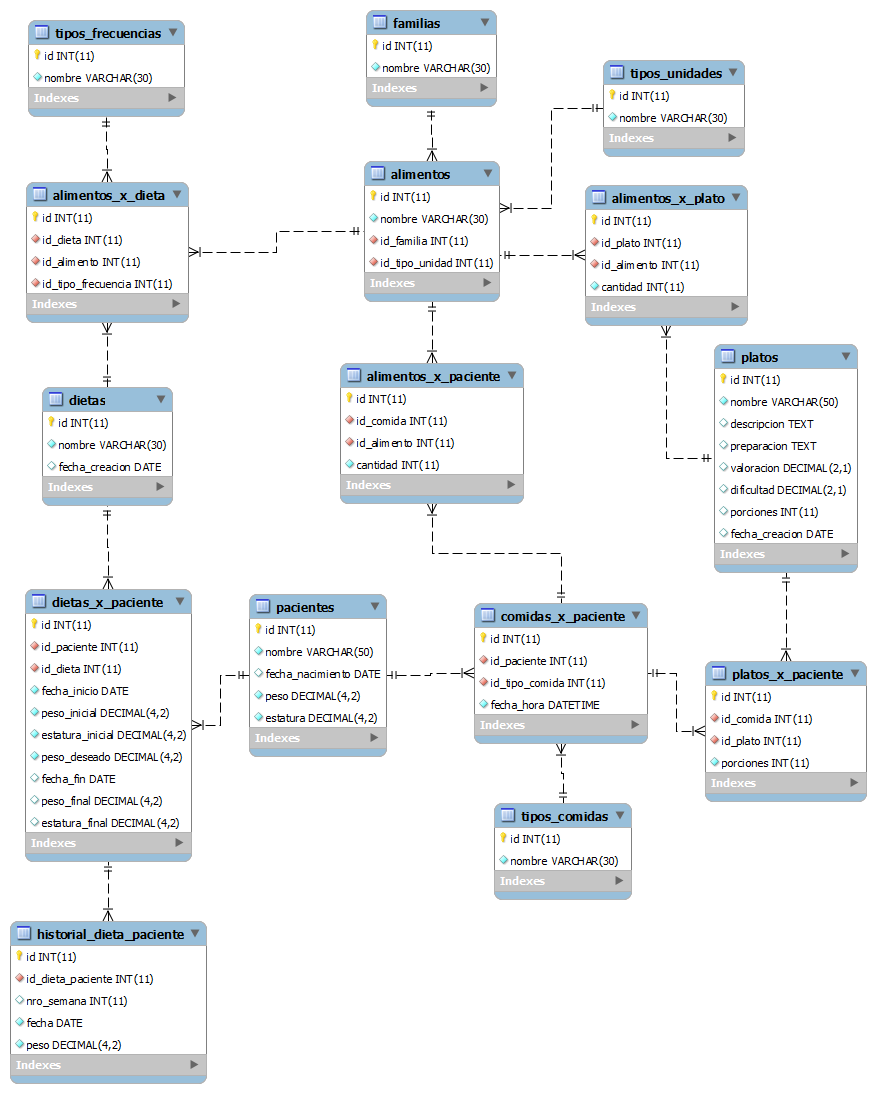 tipos_frecuencias
id INT(11)
nombre VARCHAR(30)
Indexes
familias
id INT(11)
nombre VARCHAR(30)
Indexes
tipos_unidades
id INT(11)
nombre VARCHAR(30)
Indexes
alimentos_x_dieta
id INT(11)
id_dieta INT(11)
id_alimento INT(11)
id_tipo_frecuencia INT(11)
Indexes
alimentos
id INT(11)
nombre VARCHAR(30)
id_familia INT(11)
id_tipo_unidad INT(11)
Indexes
alimentos_x_plato
id INT(11)
id_plato INT(11)
id_alimento INT(11)
cantidad INT(11)
Indexes
dietas
id INT(11)
nombre VARCHAR(30)
fecha_creacion DATE
Indexes
alimentos_x_paciente
id INT(11)
id_comida INT(11)
id_alimento INT(11)
cantidad INT(11)
Indexes
platos
id INT(11)
nombre VARCHAR(50)
descripcion TEXT
preparacion TEXT
valoracion DECIMAL(2,1)
dificultad DECIMAL(2,1)
porciones INT(11)
fecha_creacion DATE
Indexes
dietas_x_paciente
id INT(11)
id_paciente INT(11)
id_dieta INT(11)
fecha_inicio DATE
peso_inicial DECIMAL(4,2)
estatura_inicial DECIMAL(4,2)
peso_deseado DECIMAL(4,2)
fecha_fin DATE
peso_final DECIMAL(4,2)
estatura_final DECIMAL(4,2)
Indexes
pacientes
id INT(11)
nombre VARCHAR(50)
fecha_nacimiento DATE
peso DECIMAL(4,2)
estatura DECIMAL(4,2)
Indexes
comidas_x_paciente
id INT(11)
id_paciente INT(11)
id_tipo_comida INT(11)
fecha_hora DATETIME
Indexes
platos_x_paciente
id INT(11)
id_comida INT(11)
id_plato INT(11)
porciones INT(11)
Indexes
tipos_comidas
id INT(11)
nombre VARCHAR(30)
Indexes
historial_dieta_paciente
id INT(11)
id_dieta_paciente INT(11)
nro_semana INT(11)
fecha DATE
peso DECIMAL(4,2)
Indexes